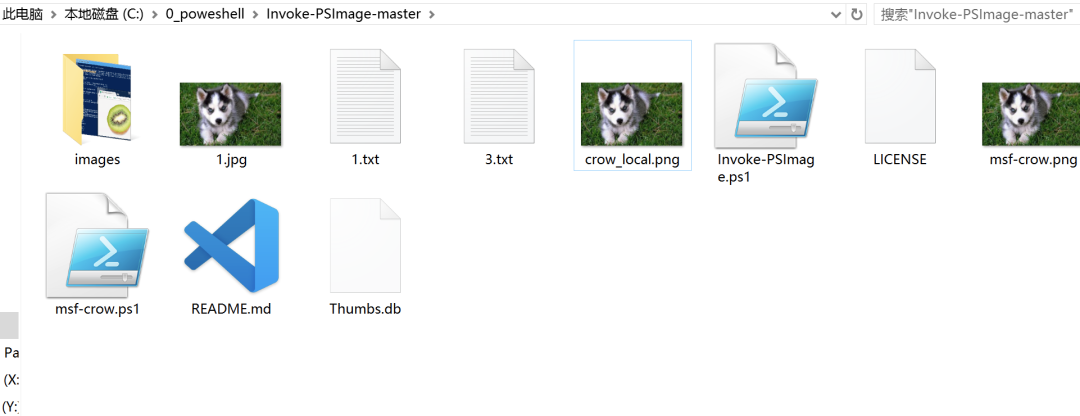 此电脑 > 本地磁盘 (C:) > 0_poweshell > Invoke-PSImage-master >
搜索"Invoke-PSImage-master"
images
1.jpg
1.txt
3.txt
crow_local.png
Invoke-PSImag
e.ps1
LICENSE
msf-crow.png
msf-crow.ps1
README.md
Thumbs.db
Pa
(X:
(Y: